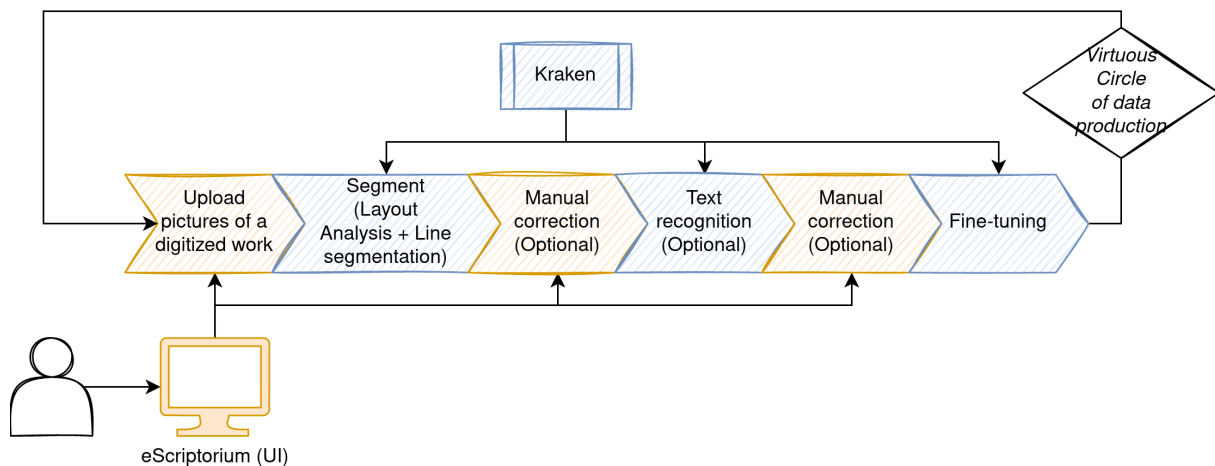 Virtuous
Circle
of data
production
Kraken
Upload
pictures of a
digitized work
Segment
(Layout
Analysis + Line
segmentation)
Manual
correction
(Optional)
Text
recognition
(Optional)
Manual
correction
(Optional)
Fine-tuning
eScriptorium (UI)